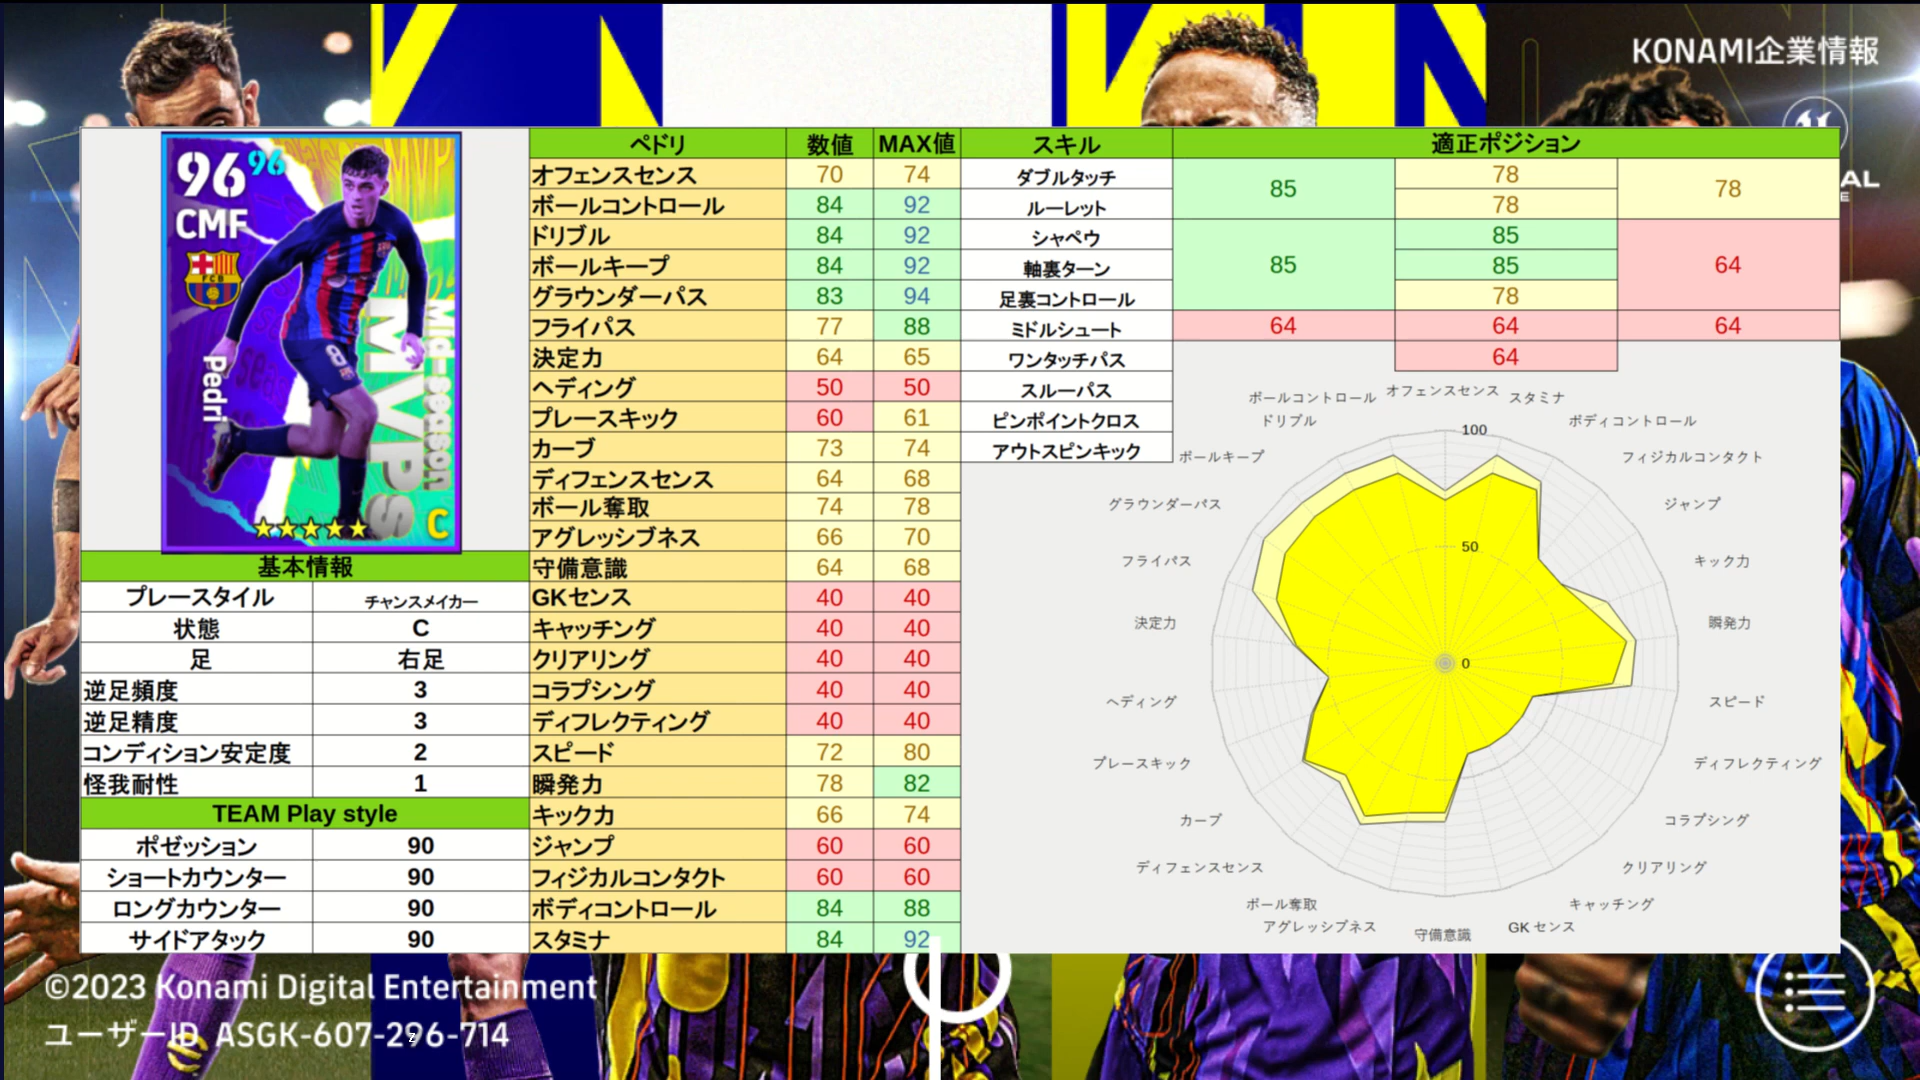 KONAMI企業情報
96 96
CMF
FCB
Pedri
Mid-season
MVPS
C
ペドリ 数値 MAX値 スキル 適正ポジション
オフェンスセンス 70 74 ダブルタッチ 85 78 78
ボールコントロール 84 92 ルーレット 78
ドリブル 84 92 シャペウ 85 85 64
ボールキープ 84 92 軸裏ターン 85
グラウンダーパス 83 94 足裏コントロール 78
フライパス 77 88 ミドルシュート 64 64 64
決定力 64 65 ワンタッチパス 64
ヘディング 50 50 スルーパス
プレースキック 60 61 ピンポイントクロス
カーブ 73 74 アウトスピンキック
ディフェンスセンス 64 68
ボール奪取 74 78
アグレッシブネス 66 70
守備意識 64 68
GKセンス 40 40
キャッチング 40 40
クリアリング 40 40
コラプシング 40 40
ディフレクティング 40 40
スピード 72 80
瞬発力 78 82
キック力 66 74
ジャンプ 60 60
フィジカルコンタクト 60 60
ボディコントロール 84 88
スタミナ 84 92
基本情報
プレースタイル チャンスメイカー
状態 C
足 右足
逆足頻度 3
逆足精度 3
コンディション安定度 2
怪我耐性 1
TEAM Play style
ポゼッション 90
ショートカウンター 90
ロングカウンター 90
サイドアタック 90
オフェンスセンス
スタミナ
ボディコントロール
フィジカルコンタクト
ジャンプ
キック力
瞬発力
スピード
ディフレクティング
コラプシング
クリアリング
キャッチング
GK センス
守備意識
アグレッシブネス
ボール奪取
ディフェンスセンス
カーブ
プレースキック
ヘディング
決定力
フライパス
グラウンダーパス
ボールキープ
ドリブル
ボールコントロール
100
50
0
©2023 Konami Digital Entertainment
ユーザーID ASGK-607-296-714